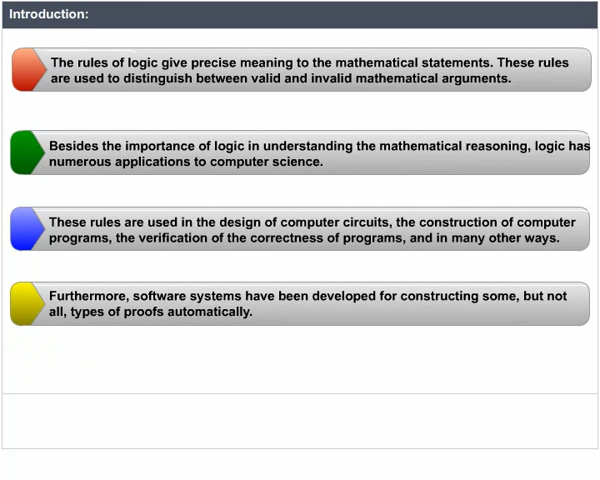 Introduction:
The rules of logic give precise meaning to the mathematical statements. These rules
are used to distinguish between valid and invalid mathematical arguments.
Besides the importance of logic in understanding the mathematical reasoning, logic has
numerous applications to computer science.
These rules are used in the design of computer circuits, the construction of computer
programs, the verification of the correctness of programs, and in many other ways.
Furthermore, software systems have been developed for constructing some, but not
all, types of proofs automatically.